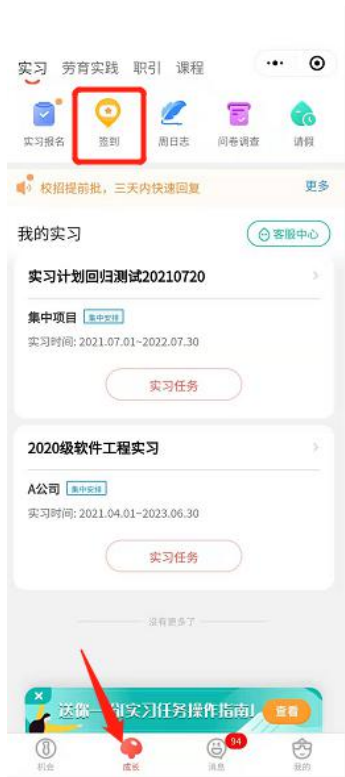 实习 劳育实践 职引 课程
实习报名 签到 周日志 问卷调查 请假
校招提前批，三天内快速回复 更多
我的实习 客服中心
实习计划回归测试20210720
集中项目 集中安排
实习时间: 2021.07.01~2022.07.30
实习任务
2020级软件工程实习
A公司 集中安排
实习时间: 2021.04.01~2023.06.30
实习任务
没有更多了
送你一份实习任务操作指南! 查看
94
机会 成长 消息 我的